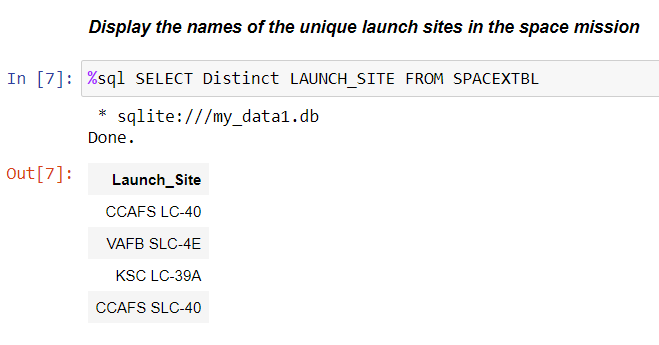 Display the names of the unique launch sites in the space mission
In [7]: %sql SELECT Distinct LAUNCH_SITE FROM SPACEXTBL
* sqlite:///my_data1.db
Done.
Out[7]:
Launch_Site
CCAFS LC-40
VAFB SLC-4E
KSC LC-39A
CCAFS SLC-40